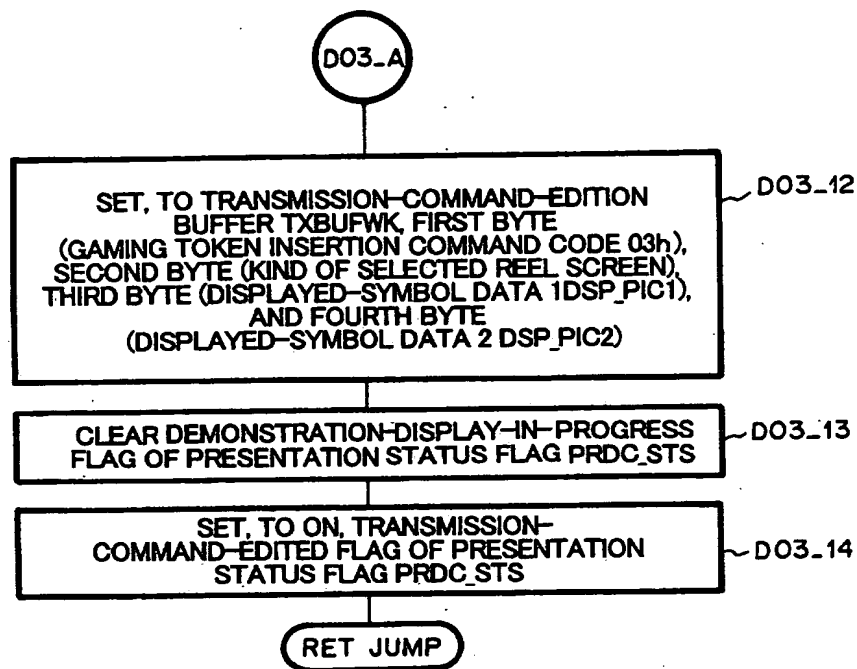 D03_A
SET, TO TRANSMISSION-COMMAND-EDITION
BUFFER TXBUFWK, FIRST BYTE
(GAMING TOKEN INSERTION COMMAND CODE 03h),
SECOND BYTE (KIND OF SELECTED REEL SCREEN),
THIRD BYTE (DISPLAYED-SYMBOL DATA 1DSP_PIC1),
AND FOURTH BYTE
(DISPLAYED-SYMBOL DATA 2 DSP_PIC2)
D03_12
CLEAR DEMONSTRATION-DISPLAY-IN-PROGRESS
FLAG OF PRESENTATION STATUS FLAG PRDC_STS
D03_13
SET, TO ON, TRANSMISSION-
COMMAND-EDITED FLAG OF PRESENTATION
STATUS FLAG PRDC_STS
D03_14
RET JUMP